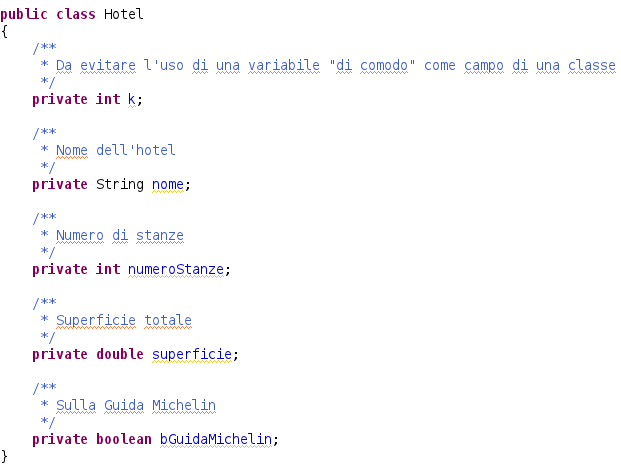 public class Hotel
{
    /**
     * Da evitare l'uso di una variabile "di comodo" come campo di una classe
     */
    private int k;

    /**
     * Nome dell'hotel
     */
    private String nome;

    /**
     * Numero di stanze
     */
    private int numeroStanze;

    /**
     * Superficie totale
     */
    private double superficie;

    /**
     * Sulla Guida Michelin
     */
    private boolean bGuidaMichelin;
}